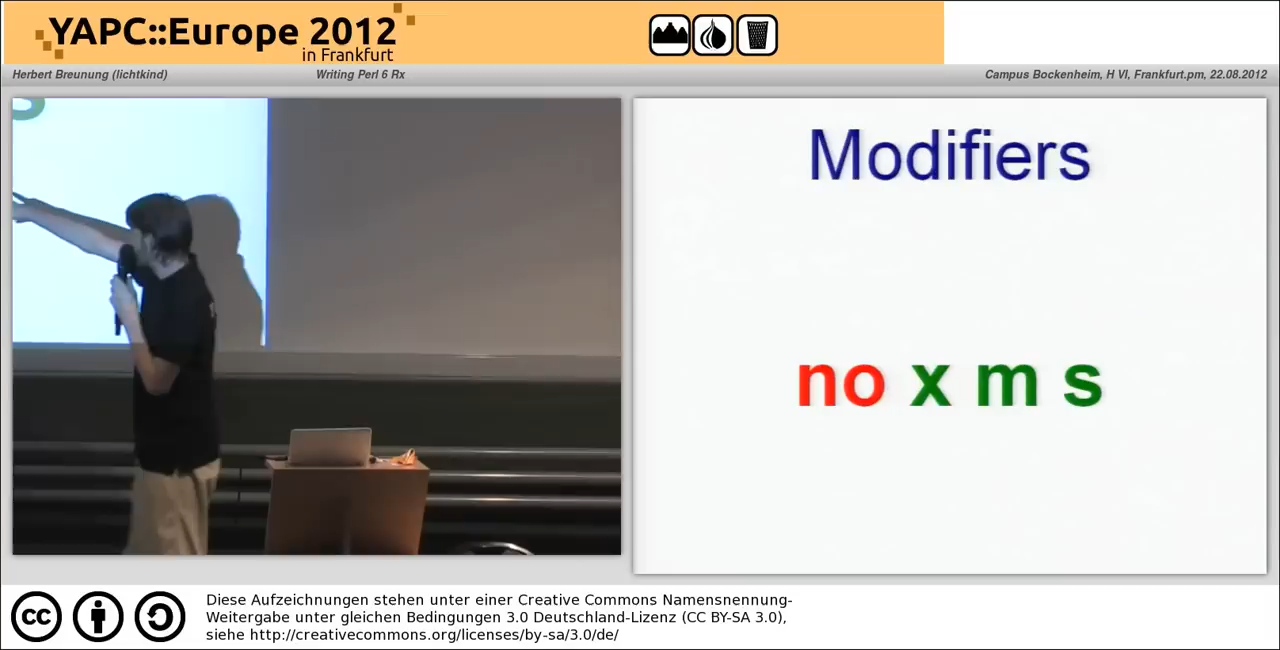 YAPC::Europe 2012
in Frankfurt
Herbert Breunung (lichtkind) Writing Perl 6 Rx Campus Bockenheim, H VI, Frankfurt.pm, 22.08.2012
Modifiers
no x m s
cc
Diese Aufzeichnungen stehen unter einer Creative Commons Namensnennung-
Weitergabe unter gleichen Bedingungen 3.0 Deutschland-Lizenz (CC BY-SA 3.0),
siehe http://creativecommons.org/licenses/by-sa/3.0/de/